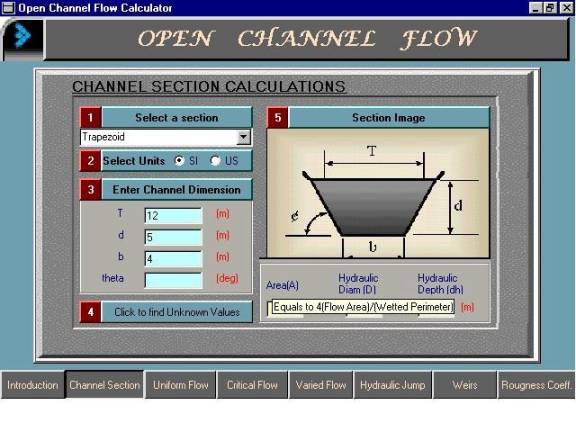 Open Channel Flow Calculator
OPEN CHANNEL FLOW
CHANNEL SECTION CALCULATIONS
1 Select a section
Trapezoid
2 Select Units SI US
3 Enter Channel Dimension
T 12 (m)
d 5 (m)
b 4 (m)
theta (deg)
4 Click to find Unknown Values
5 Section Image
T
d
¢
b
Area(A) Hydraulic Diam (D) Hydraulic Depth (dh)
Equals to 4(Flow Area)/(Wetted Perimeter) (m)
Introduction Channel Section Uniform Flow Critical Flow Varied Flow Hydraulic Jump Weirs Rougness Coeff.